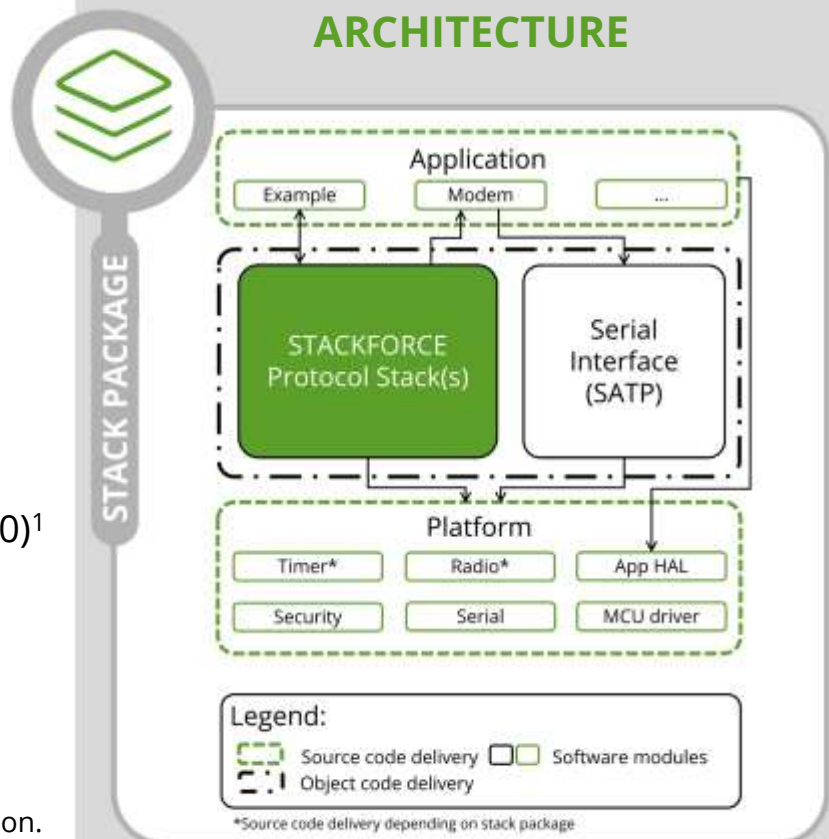 ARCHITECTURE
STACK PACKAGE
Application
Example
Modem
...
STACKFORCE
Protocol Stack(s)
Serial
Interface
(SATP)
0)1
Platform
Timer*
Radio*
App HAL
Security
Serial
MCU driver
Legend:
Source code delivery
Software modules
Object code delivery
on.
*Source code delivery depending on stack package